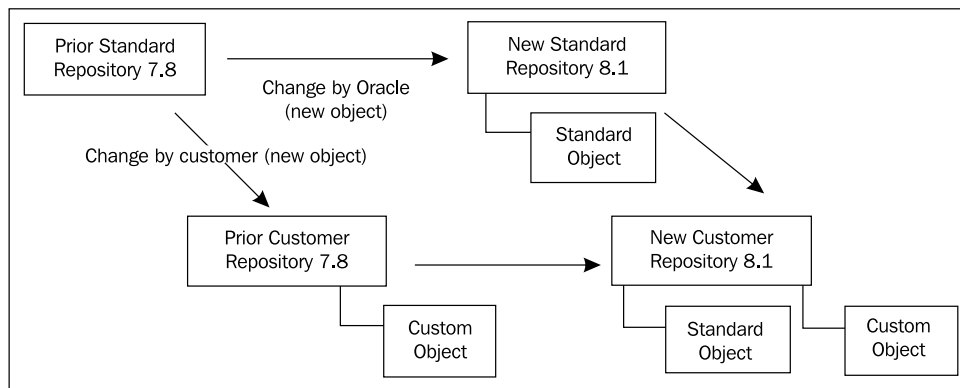 Prior Standard
Repository 7.8
New Standard
Repository 8.1
Change by Oracle
(new object)
Standard
Object
Change by customer (new object)
Prior Customer
Repository 7.8
New Customer
Repository 8.1
Custom
Object
Standard
Object
Custom
Object